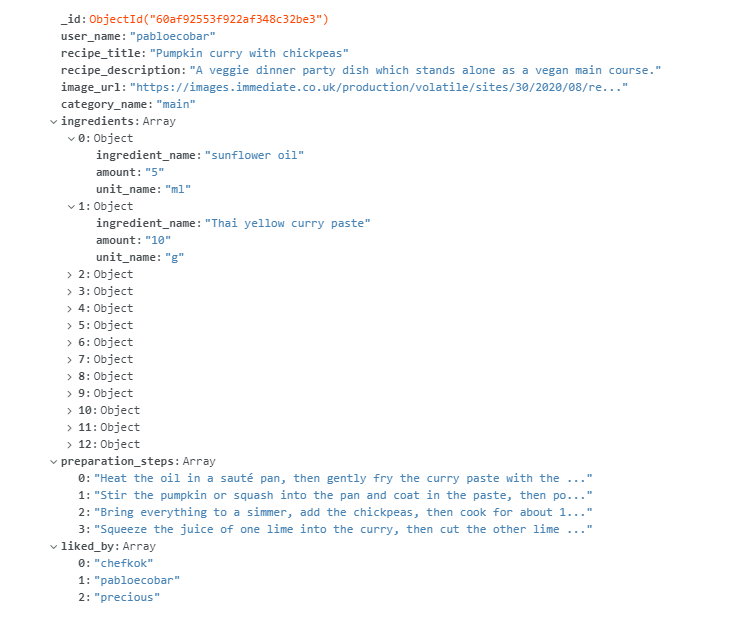 _id: ObjectId("60af92553f922af348c32be3")
user_name: "pabloecobar"
recipe_title: "Pumpkin curry with chickpeas"
recipe_description: "A veggie dinner party dish which stands alone as a vegan main course."
image_url: "https://images.immediate.co.uk/production/volatile/sites/30/2020/08/re..."
category_name: "main"
ingredients: Array
0: Object
ingredient_name: "sunflower oil"
amount: "5"
unit_name: "ml"
1: Object
ingredient_name: "Thai yellow curry paste"
amount: "10"
unit_name: "g"
2: Object
3: Object
4: Object
5: Object
6: Object
7: Object
8: Object
9: Object
10: Object
11: Object
12: Object
preparation_steps: Array
0: "Heat the oil in a sauté pan, then gently fry the curry paste with the ..."
1: "Stir the pumpkin or squash into the pan and coat in the paste, then po..."
2: "Bring everything to a simmer, add the chickpeas, then cook for about 1..."
3: "Squeeze the juice of one lime into the curry, then cut the other lime ..."
liked_by: Array
0: "chefkok"
1: "pabloecobar"
2: "precious"